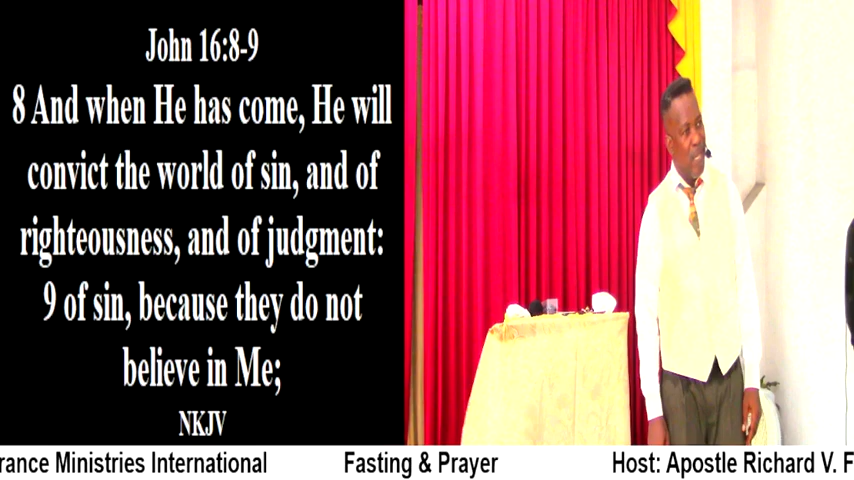 John 16:8-9
8 And when He has come, He will
convict the world of sin, and of
righteousness, and of judgment:
9 of sin, because they do not
believe in Me;
NKJV
rance Ministries International Fasting & Prayer Host: Apostle Richard V. F